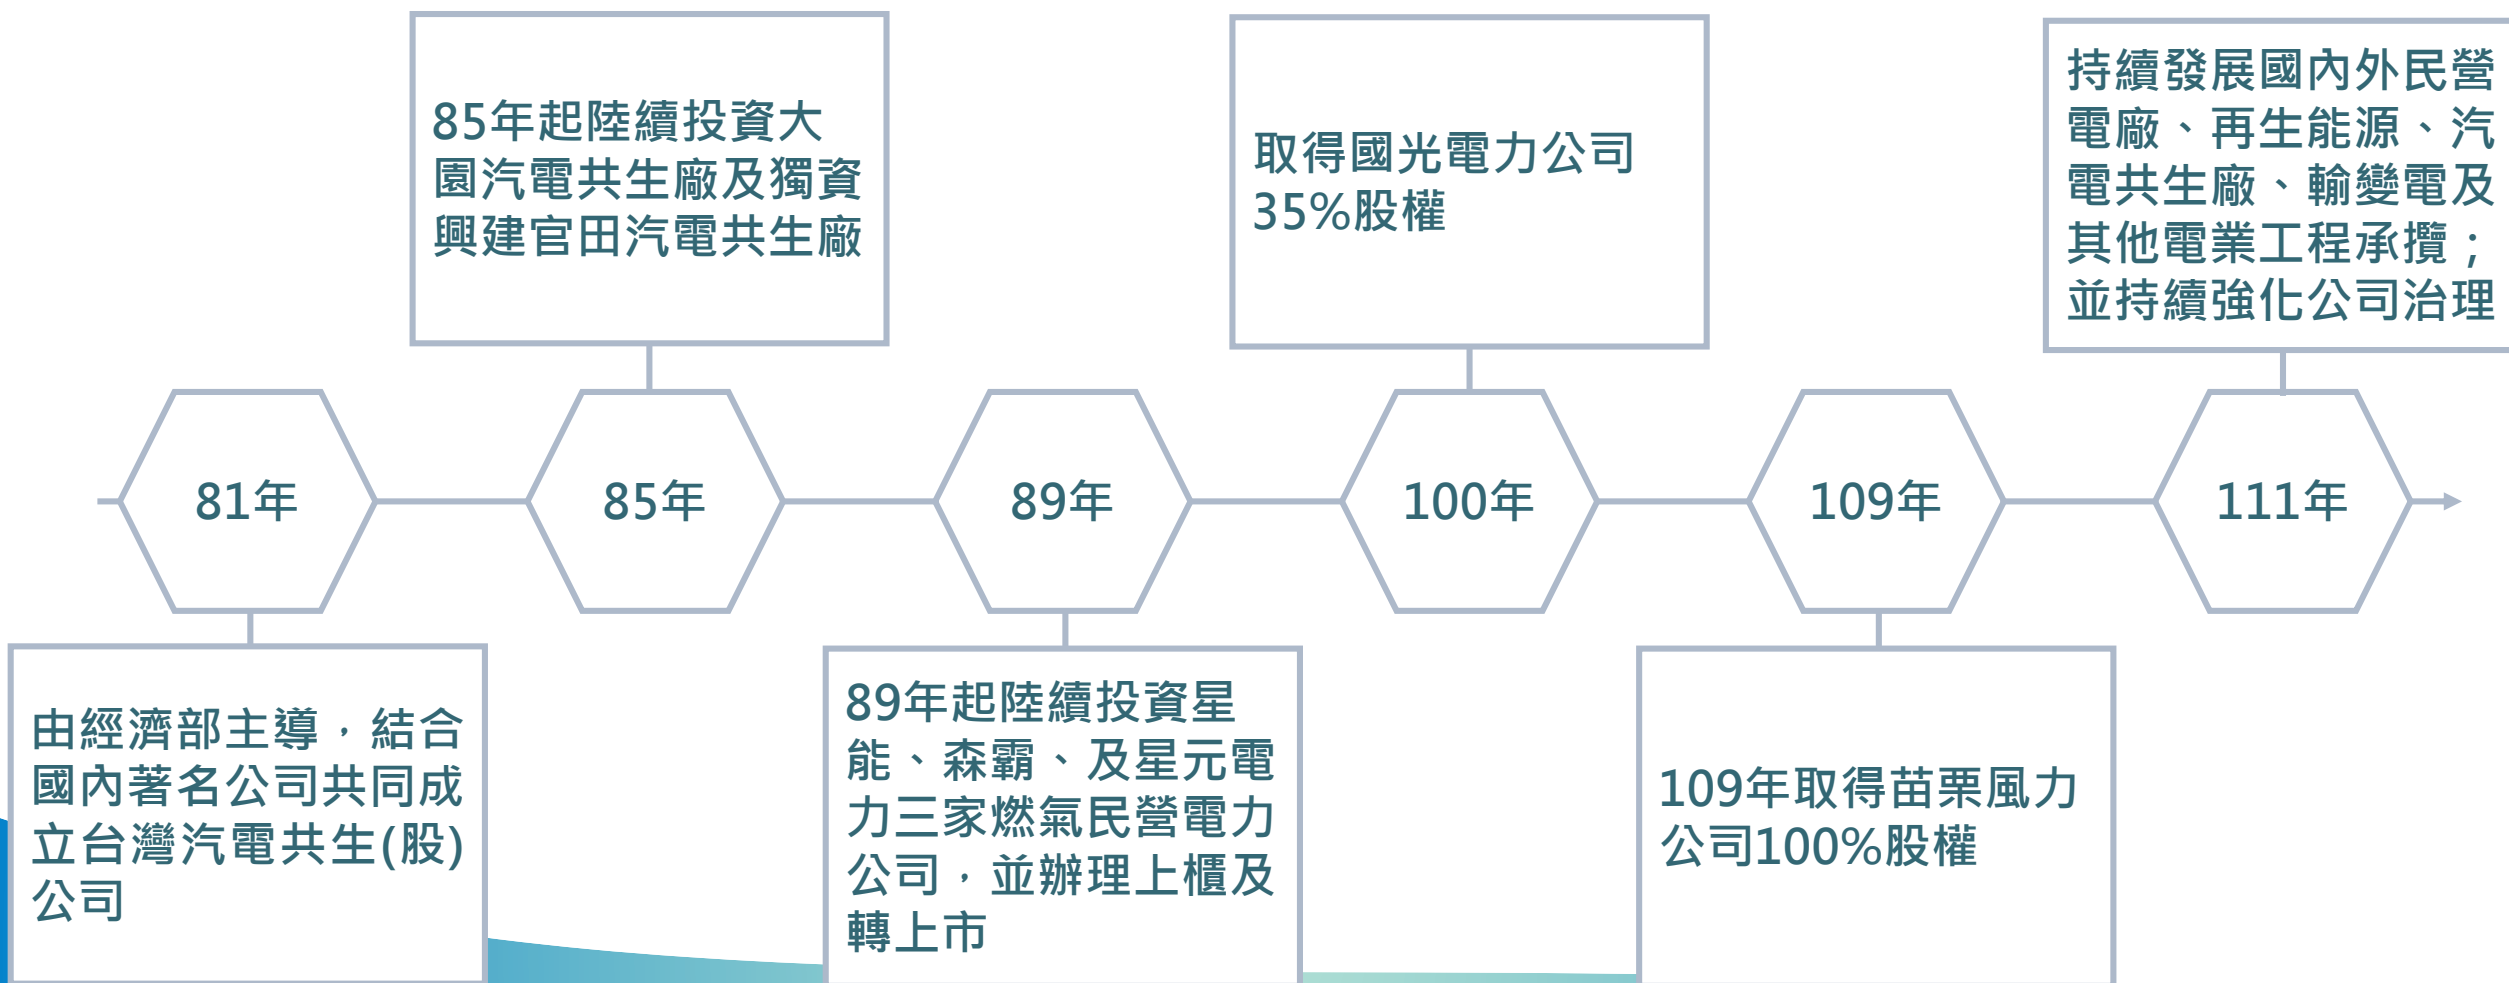 85年起陸續投資大
園汽電共生廠及獨資
興建官田汽電共生廠
取得國光電力公司
35%股權
持續發展國內外民營
電廠、再生能源、汽
電共生廠、輸變電及
其他電業工程承攬；
並持續強化公司治理
81年
85年
89年
100年
109年
111年
由經濟部主導，結合
國內著名公司共同成
立台灣汽電共生(股)
公司
89年起陸續投資星
能、森霸、及星元電
力三家燃氣民營電力
公司，並辦理上櫃及
轉上市
109年取得苗栗風力
公司100%股權